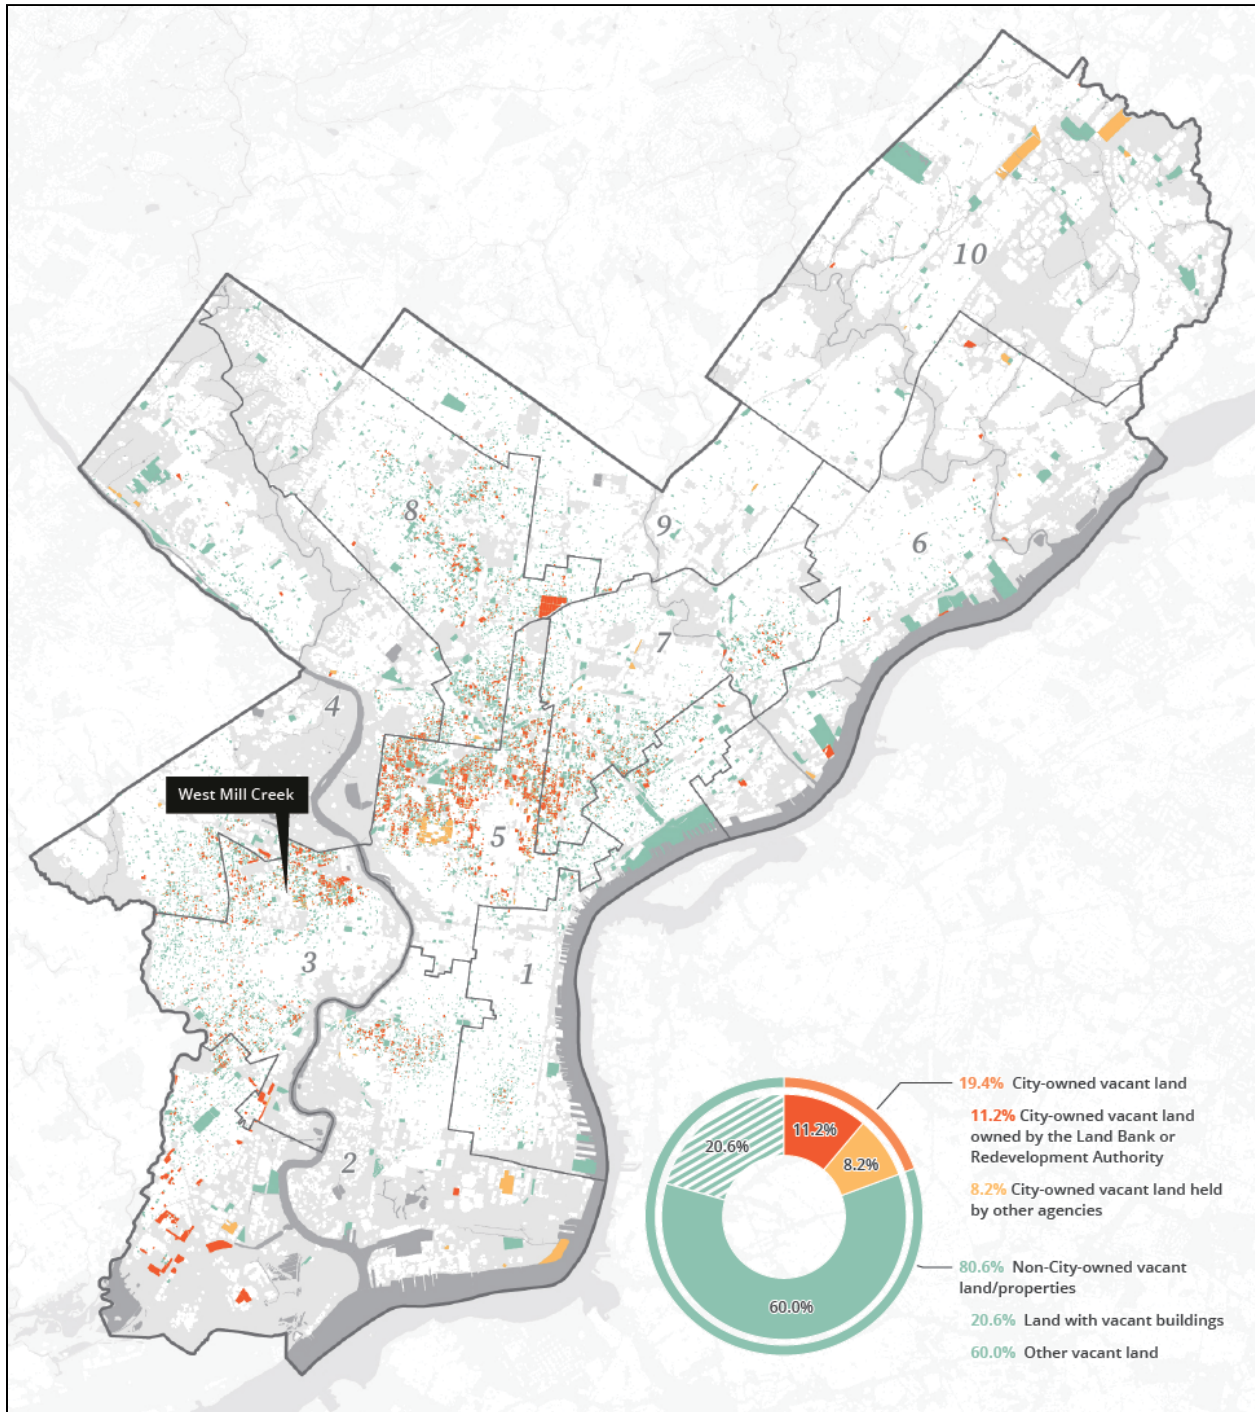 10
8
9
6
7
4
West Mill Creek
5
3
1
2
19.4% City-owned vacant land
11.2% City-owned vacant land
owned by the Land Bank or
Redevelopment Authority
8.2% City-owned vacant land held
by other agencies
80.6% Non-City-owned vacant
land/properties
20.6% Land with vacant buildings
60.0% Other vacant land
11.2%
20.6%
8.2%
60.0%